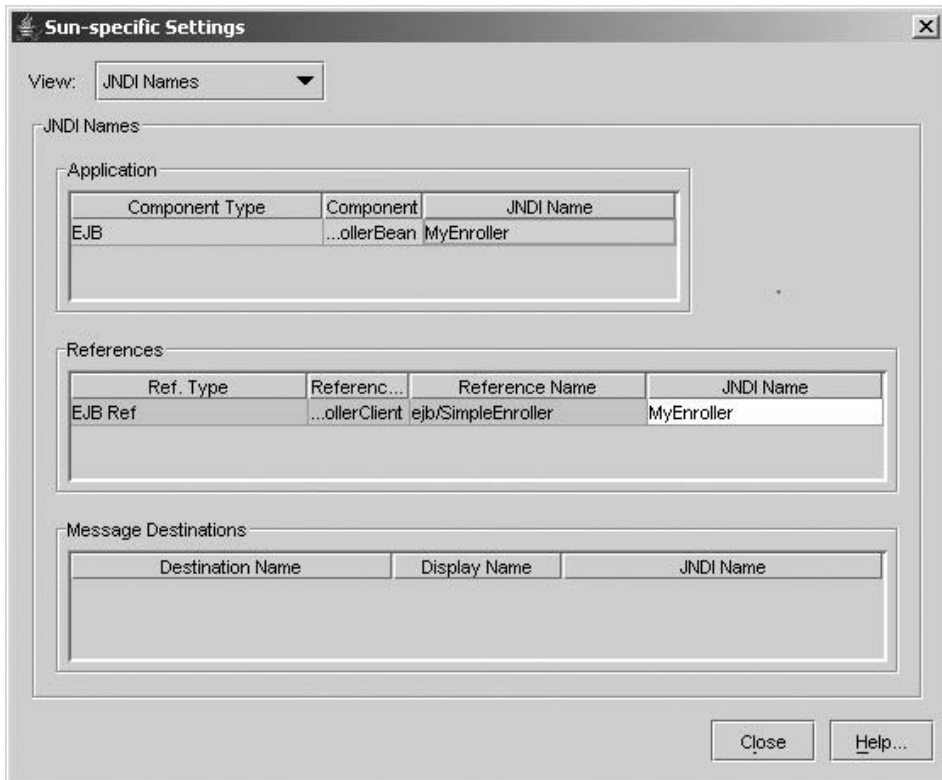 Sun-specific Settings
View: JNDI Names
JNDI Names
Application
Component Type Component JNDI Name
EJB ...ollerBean MyEnroller
References
Ref. Type Referenc... Reference Name JNDI Name
EJB Ref ...ollerClient ejb/SimpleEnroller MyEnroller
Message Destinations
Destination Name Display Name JNDI Name
Close Help...